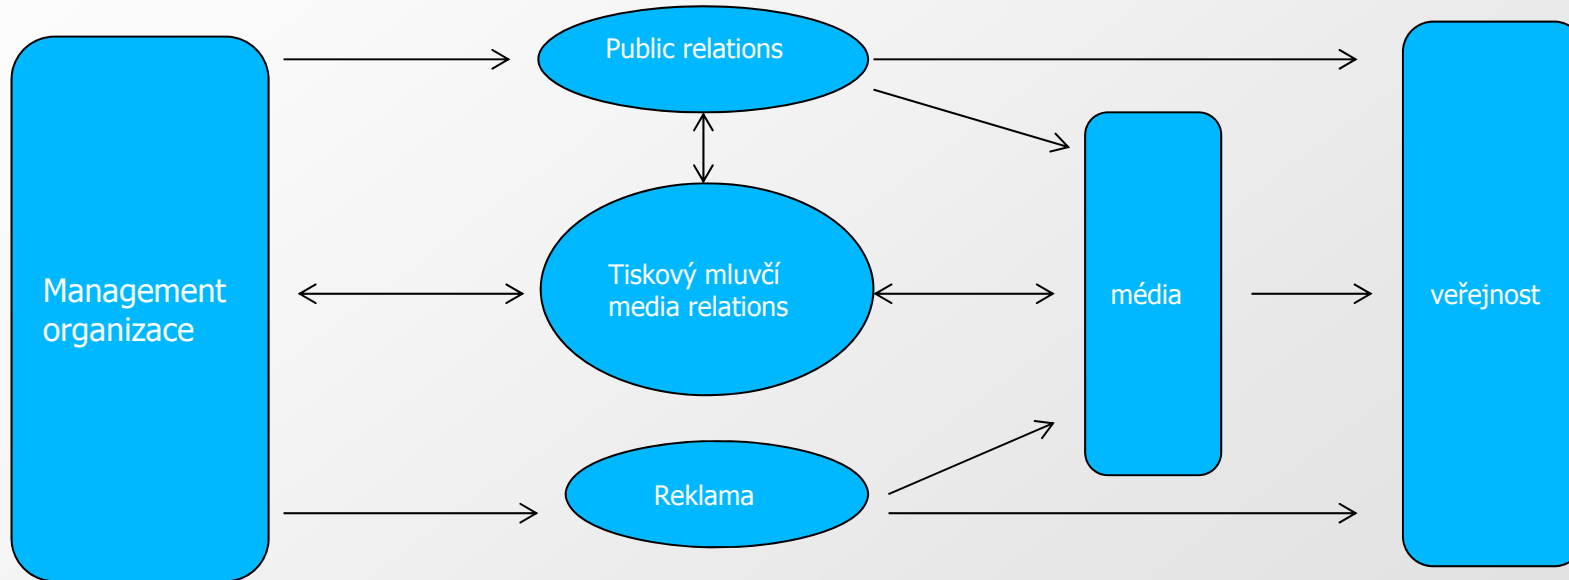 Public relations
Management
organizace
Tiskový mluvčí
media relations
média
veřejnost
Reklama